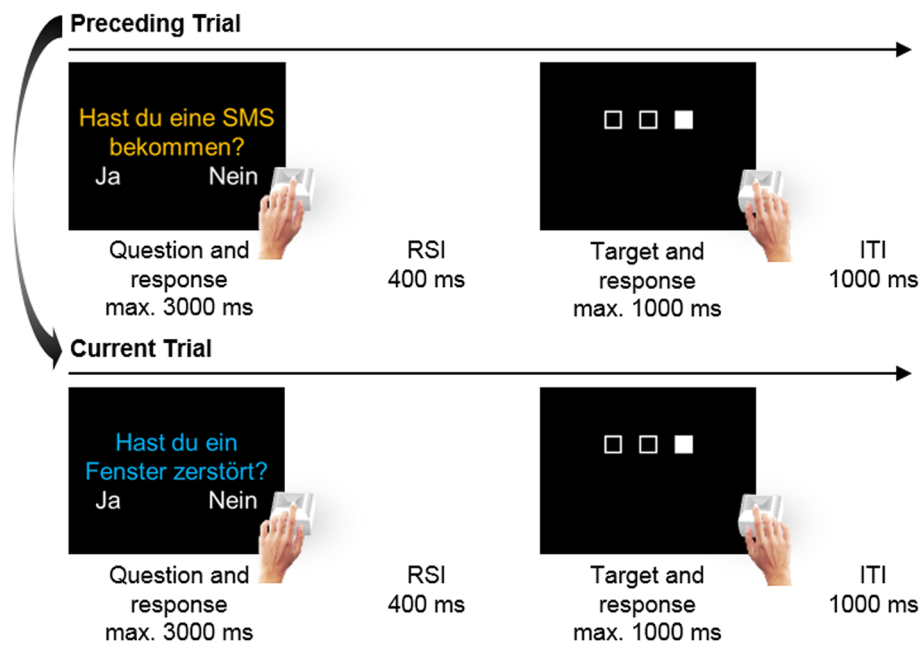 Preceding Trial
Hast du eine SMS
bekommen?
Ja Nein
Question and
response
max. 3000 ms
RSI
400 ms
Target and
response
max. 1000 ms
ITI
1000 ms
Current Trial
Hast du ein
Fenster zerstört?
Ja Nein
Question and
response
max. 3000 ms
RSI
400 ms
Target and
response
max. 1000 ms
ITI
1000 ms